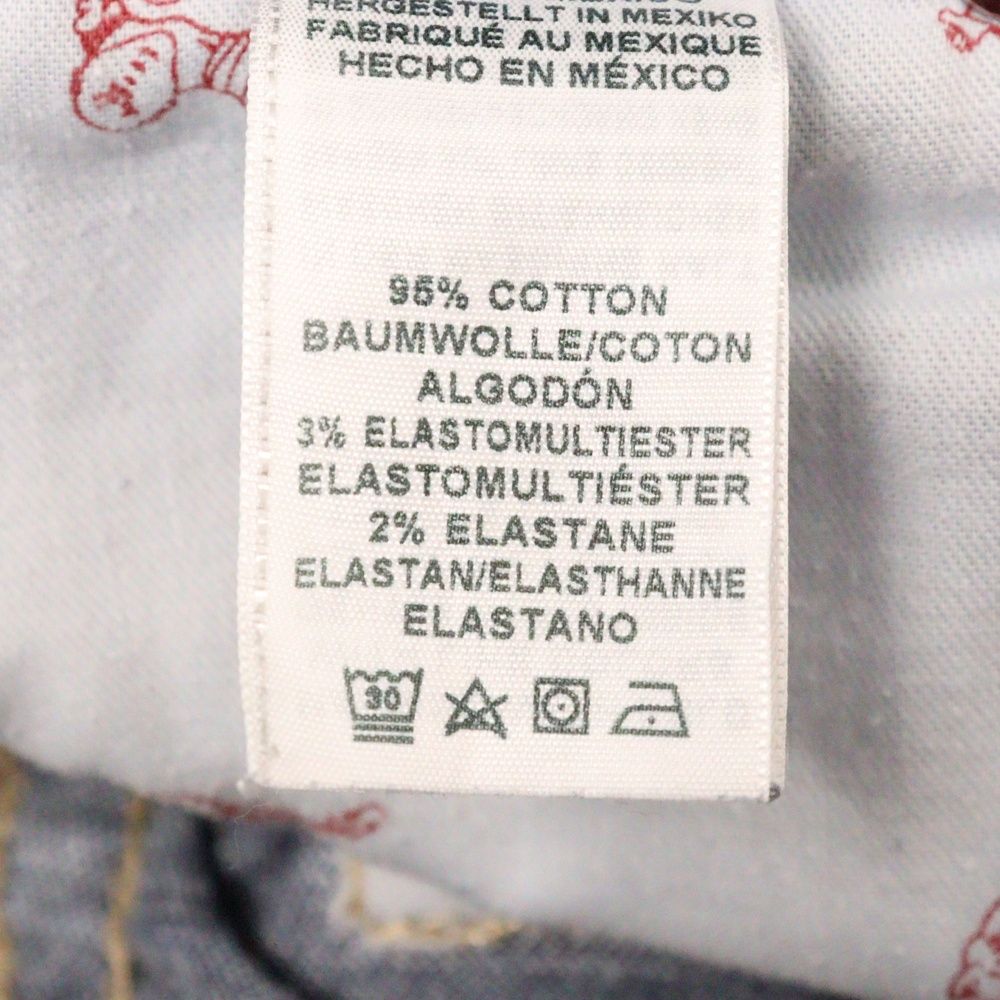 HERGESTELLT IN MEXIKO
FABRIQUÉ AU MEXIQUE
HECHO EN MÉXICO
95% COTTON
BAUMWOLLE/COTON
ALGODÓN
3% ELASTOMULTIESTER
ELASTOMULTIÉSTER
2% ELASTANE
ELASTAN/ELASTHANNE
ELASTANO
30